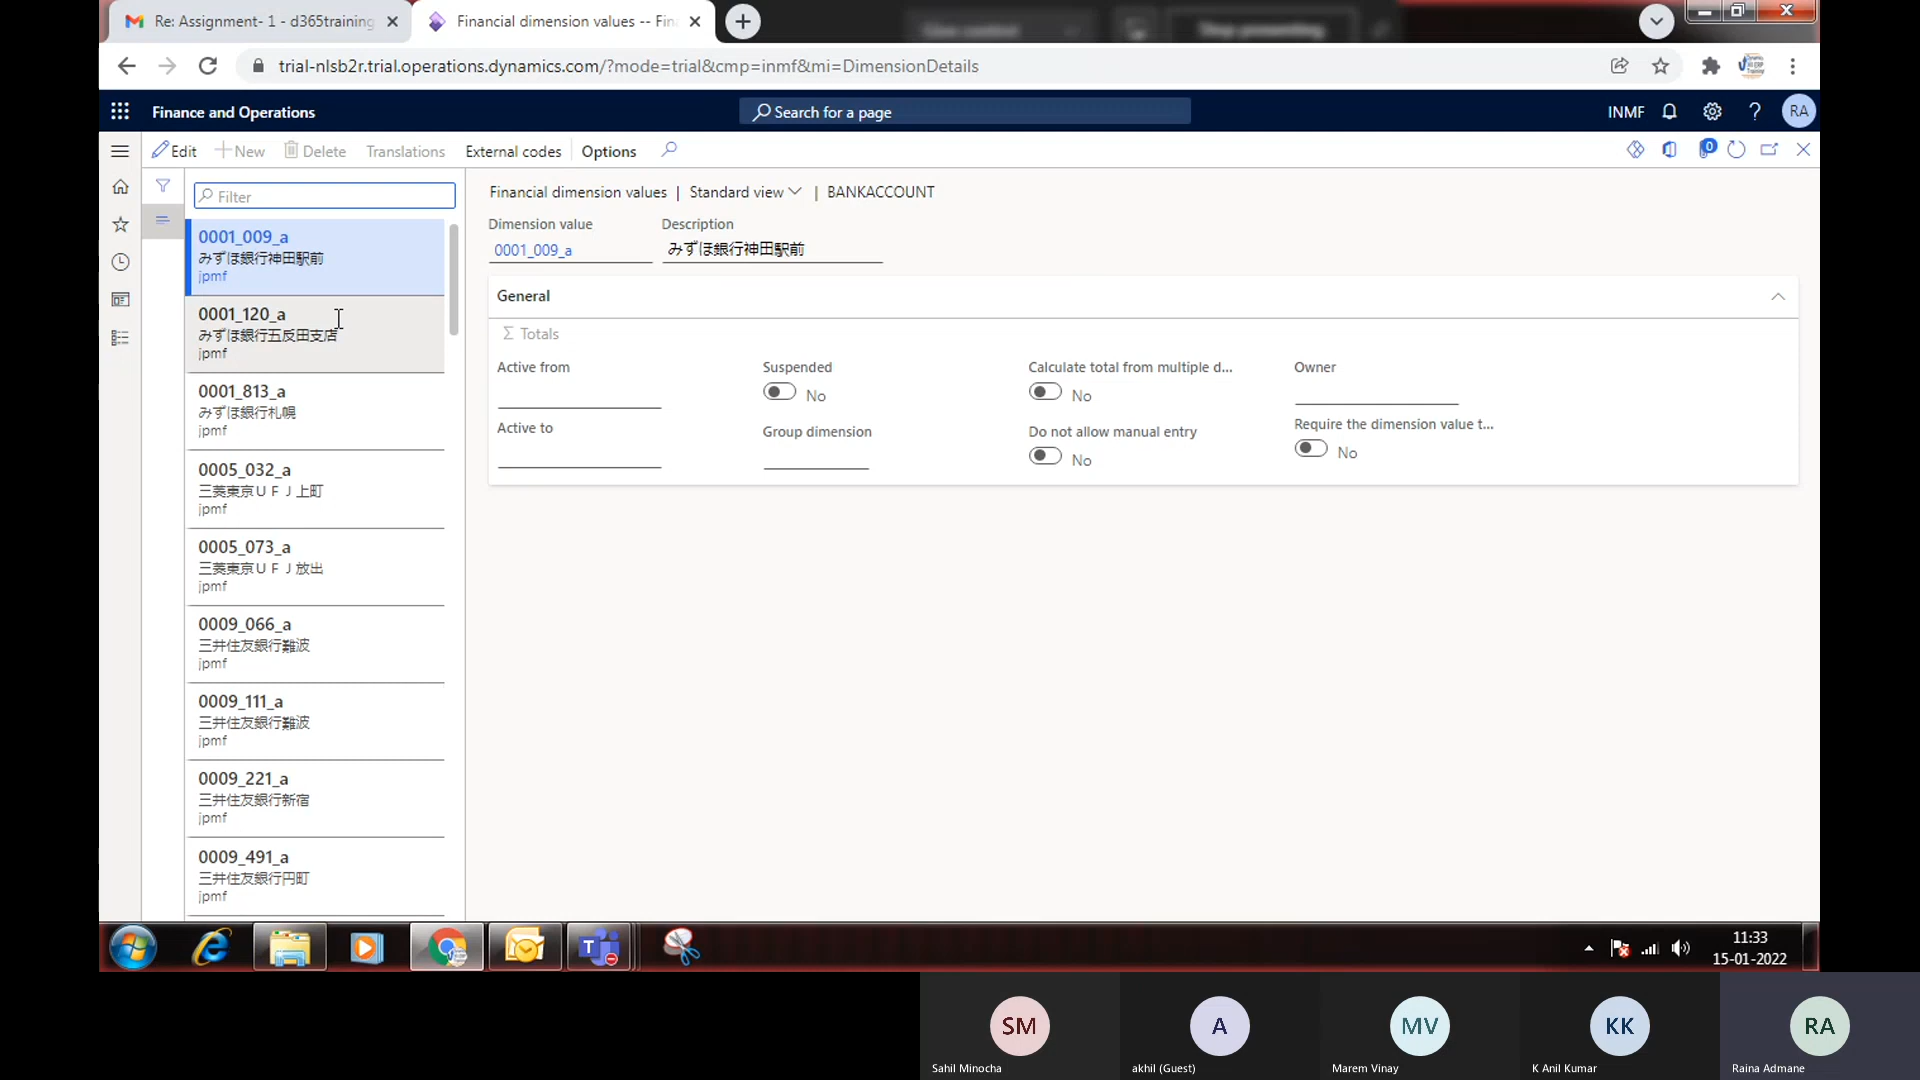 Re: Assignment- 1 - d365training
Financial dimension values -- Fin
trial-nlsb2r.trial.operations.dynamics.com/?mode=trial&cmp=inmf&mi=DimensionDetails
Finance and Operations
Search for a page
INMF
RA
Edit
New
Delete
Translations
External codes
Options
0
Filter
0001_009_a
みずほ銀行神田駅前
jpmf
0001_120_a
みずほ銀行五反田支店
jpmf
0001_813_a
みずほ銀行札幌
jpmf
0005_032_a
三菱東京ＵＦＪ上町
jpmf
0005_073_a
三菱東京ＵＦＪ放出
jpmf
0009_066_a
三井住友銀行難波
jpmf
0009_111_a
三井住友銀行難波
jpmf
0009_221_a
三井住友銀行新宿
jpmf
0009_491_a
三井住友銀行円町
jpmf
Financial dimension values | Standard view | BANKACCOUNT
Dimension value
0001_009_a
Description
みずほ銀行神田駅前
General
Σ Totals
Active from
Active to
Suspended
No
Group dimension
Calculate total from multiple d...
No
Do not allow manual entry
No
Owner
Require the dimension value t...
No
11:33
15-01-2022
SM
Sahil Minocha
A
akhil (Guest)
MV
Marem Vinay
KK
K Anil Kumar
RA
Raina Admane